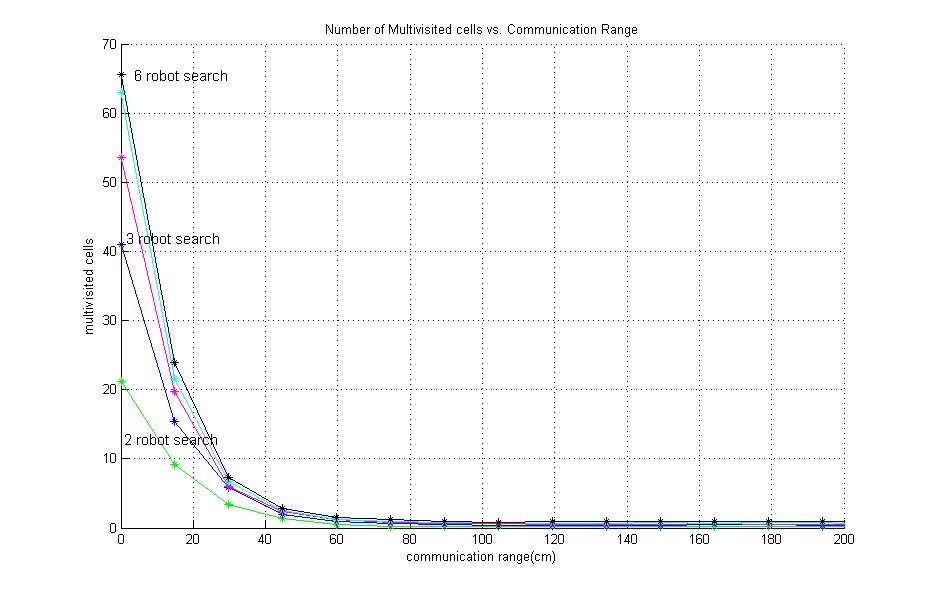 Number of Multivisited cells vs. Communication Range
70
60
50
40
30
20
10
0
multivisited cells
6 robot search
3 robot search
2 robot search
0 20 40 60 80 100 120 140 160 180 200
communication range(cm)